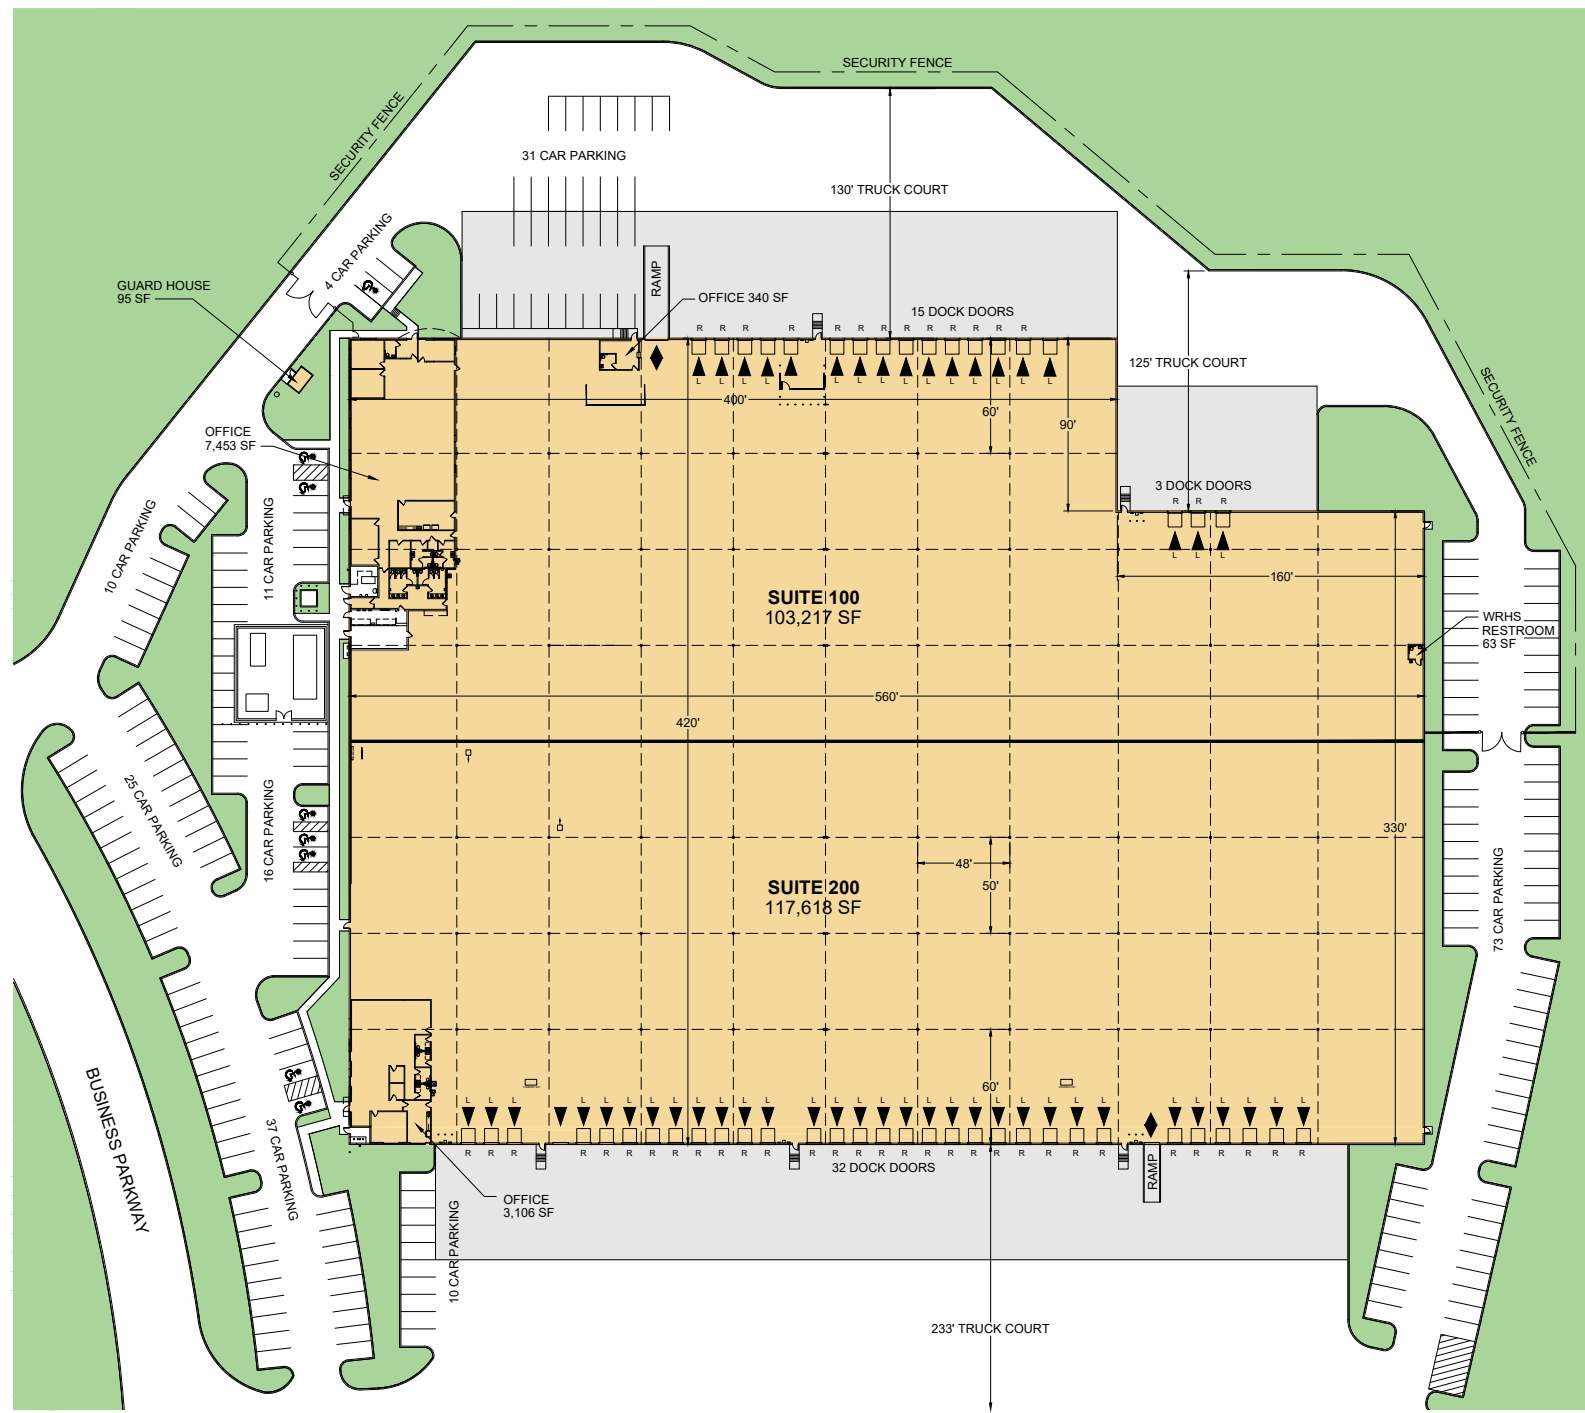 SECURITY FENCE
SECURITY FENCE
31 CAR PARKING
130' TRUCK COURT
4 CAR PARKING
GUARD HOUSE
95 SF
RAMP
OFFICE 340 SF
15 DOCK DOORS
R R R R R R R R R R R R R
L L L L L L L L L L L L L L
125' TRUCK COURT
SECURITY FENCE
400'
60'
90'
OFFICE
7,453 SF
3 DOCK DOORS
R R R
L L L
10 CAR PARKING
11 CAR PARKING
160'
SUITE 100
103,217 SF
WRHS
RESTROOM
63 SF
560'
420'
25 CAR PARKING
16 CAR PARKING
330'
48'
50'
SUITE 200
117,618 SF
73 CAR PARKING
60'
BUSINESS PARKWAY
37 CAR PARKING
L L L L L L L L L L L L L L L L L L L L L L L L L L L L L L L L
R R R R R R R R R R R R R R R R R R R R R R R R R R R R R R R
32 DOCK DOORS
RAMP
OFFICE
3,106 SF
10 CAR PARKING
233' TRUCK COURT